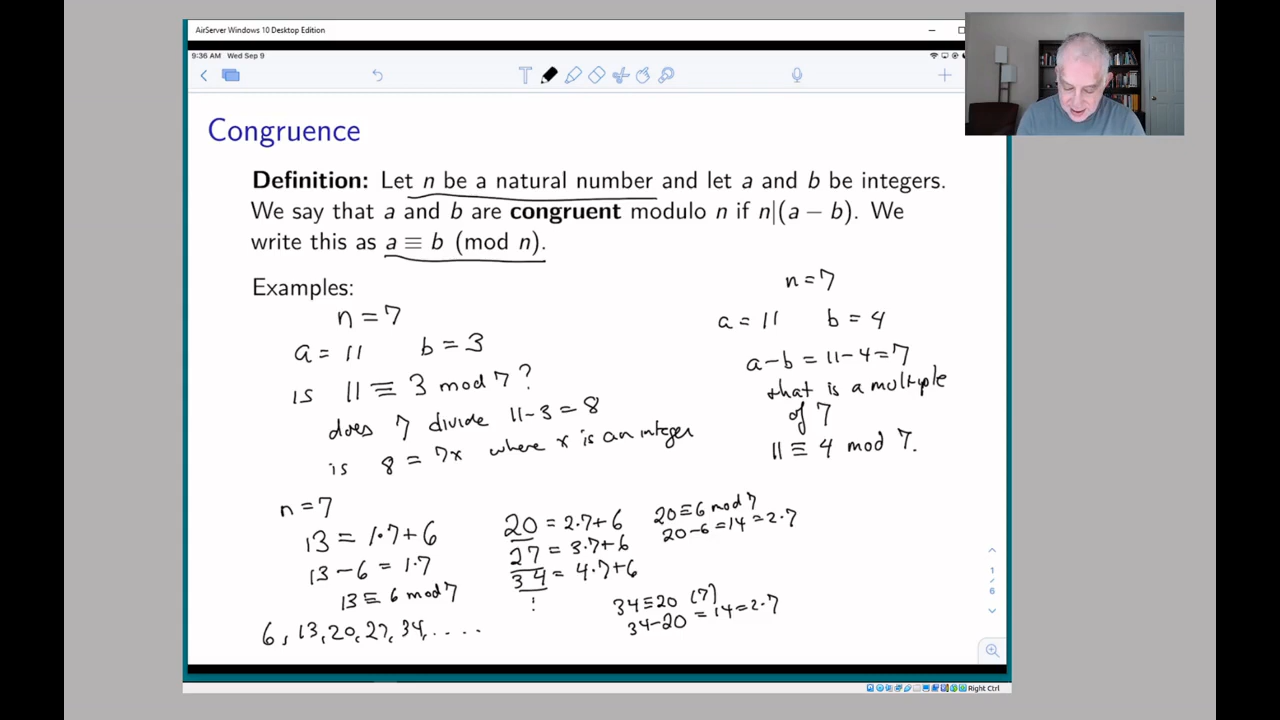 AirServer Windows 10 Desktop Edition
9:36 AM Wed Sep 9
Congruence
Definition: Let n be a natural number and let a and b be integers.
We say that a and b are congruent modulo n if n|(a − b). We
write this as a ≡ b (mod n).
Examples:
n = 7
a = 11 b = 3
is 11 ≡ 3 mod 7 ?
does 7 divide 11-3 = 8
is 8 = 7x where x is an integer
n = 7
a = 11 b = 4
a-b = 11-4 = 7
that is a multiple
of 7
11 ≡ 4 mod 7.
n = 7
13 = 1·7+6
13 - 6 = 1·7
13 ≡ 6 mod 7
6, 13, 20, 27, 34, . . . .
20 = 2·7+6
27 = 3·7+6
34 = 4·7+6
⋮
20 ≡ 6 mod 7
20-6 = 14 = 2·7
34 ≡ 20 (7)
34-20 = 14 = 2·7
1
/
6
Right Ctrl